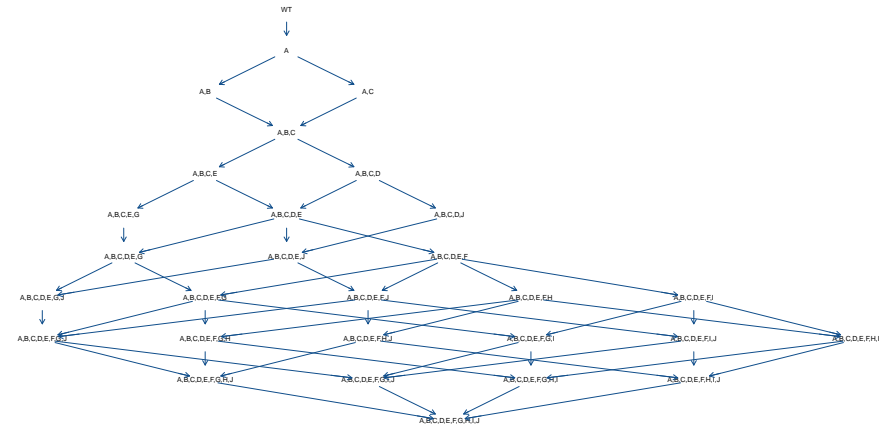 WT
A
A,B
A,C
A,B,C
A,B,C,E
A,B,C,D
A,B,C,E,G
A,B,C,D,E
A,B,C,D,J
A,B,C,D,E,G
A,B,C,D,E,J
A,B,C,D,E,F
A,B,C,D,E,G,J
A,B,C,D,E,F,G
A,B,C,D,E,F,J
A,B,C,D,E,F,H
A,B,C,D,E,F,I
A,B,C,D,E,F,G,J
A,B,C,D,E,F,G,H
A,B,C,D,E,F,H,J
A,B,C,D,E,F,G,I
A,B,C,D,E,F,I,J
A,B,C,D,E,F,H,I
A,B,C,D,E,F,G,H,J
A,B,C,D,E,F,G,I,J
A,B,C,D,E,F,G,H,I
A,B,C,D,E,F,H,I,J
A,B,C,D,E,F,G,H,I,J